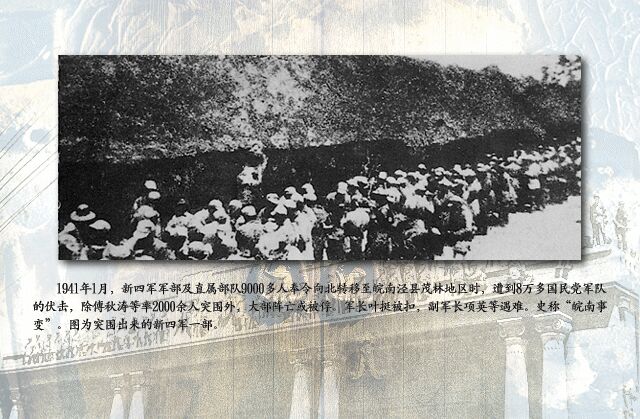 1941年1月，新四军军部及直属部队9000多人奉令向北转移至皖南泾县茂林地区时，遭到8万多国民党军队
的伏击，除傅秋涛等率2000余人突围外，大部阵亡或被俘。军长叶挺被扣，副军长项英等遇难。史称“皖南事
变”。图为突围出来的新四军一部。